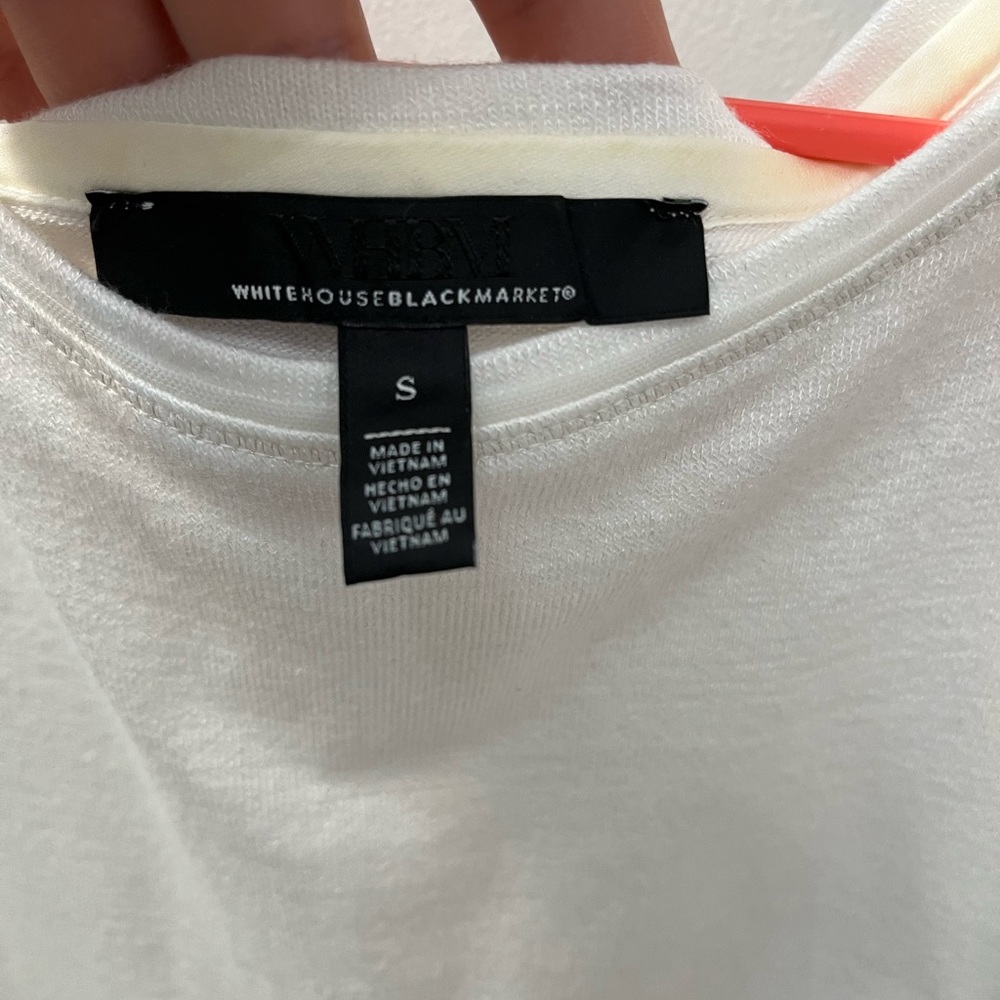 WHBM
WHITEHOUSEBLACKMARKET®
S
MADE IN
VIETNAM
HECHO EN
VIETNAM
FABRIQUÉ AU
VIETNAM